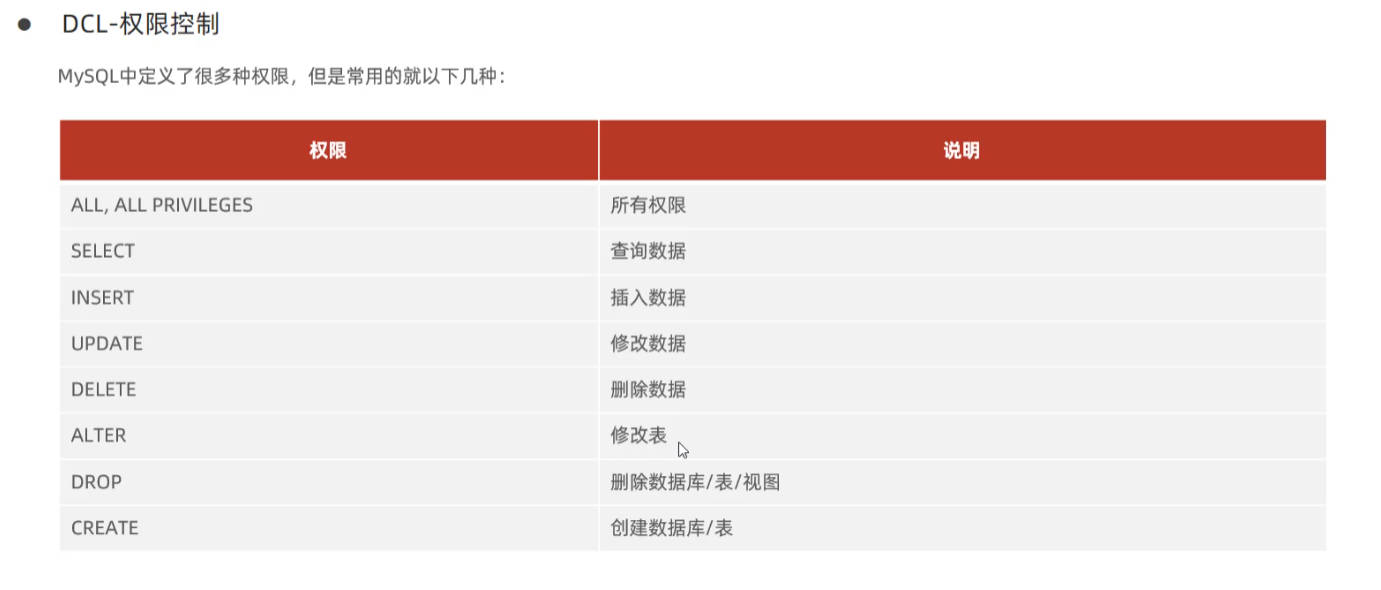 DCL-权限控制
MySQL中定义了很多种权限，但是常用的就以下几种：
权限 说明
ALL, ALL PRIVILEGES 所有权限
SELECT 查询数据
INSERT 插入数据
UPDATE 修改数据
DELETE 删除数据
ALTER 修改表
DROP 删除数据库/表/视图
CREATE 创建数据库/表